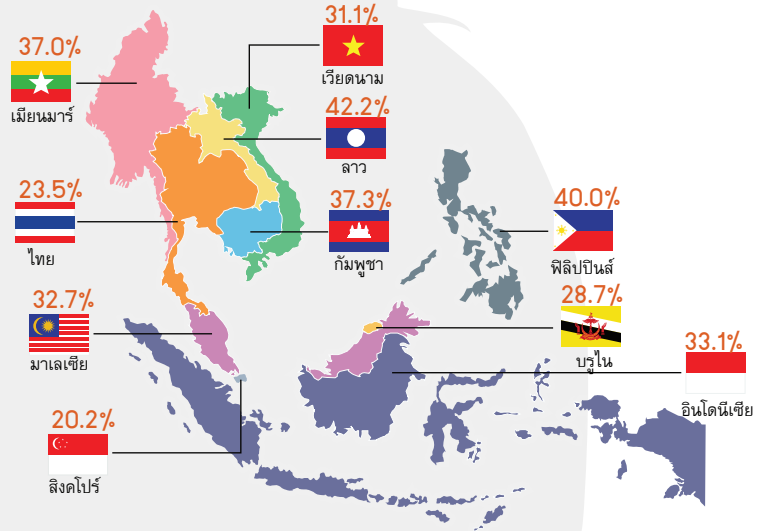 31.1%
เวียดนาม
37.0%
เมียนมาร์
42.2%
ลาว
23.5%
ไทย
37.3%
กัมพูชา
40.0%
ฟิลิปปินส์
32.7%
มาเลเซีย
28.7%
บรูไน
33.1%
อินโดนีเซีย
20.2%
สิงคโปร์